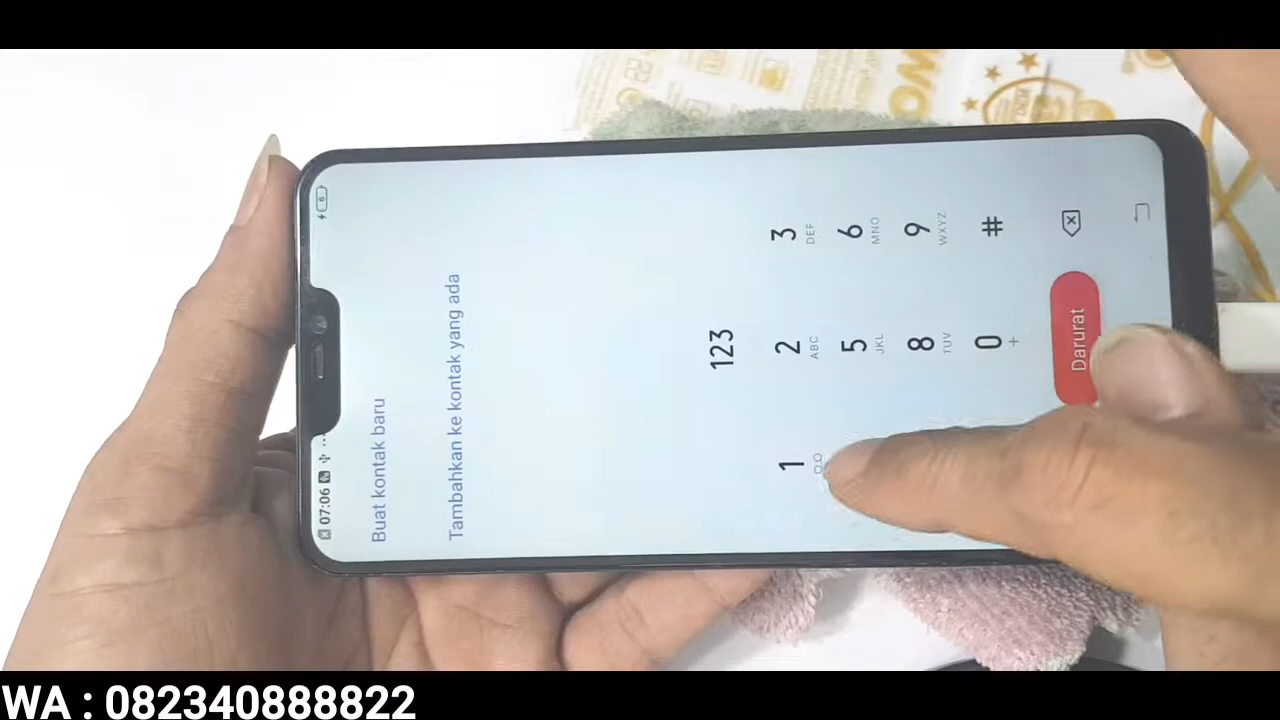 07:06
6
Buat kontak baru
Tambahkan ke kontak yang ada
123
1
2 ABC
3 DEF
5 JKL
6 MNO
8 TUV
9 WXYZ
0 +
#
Darurat
WA : 082340888822